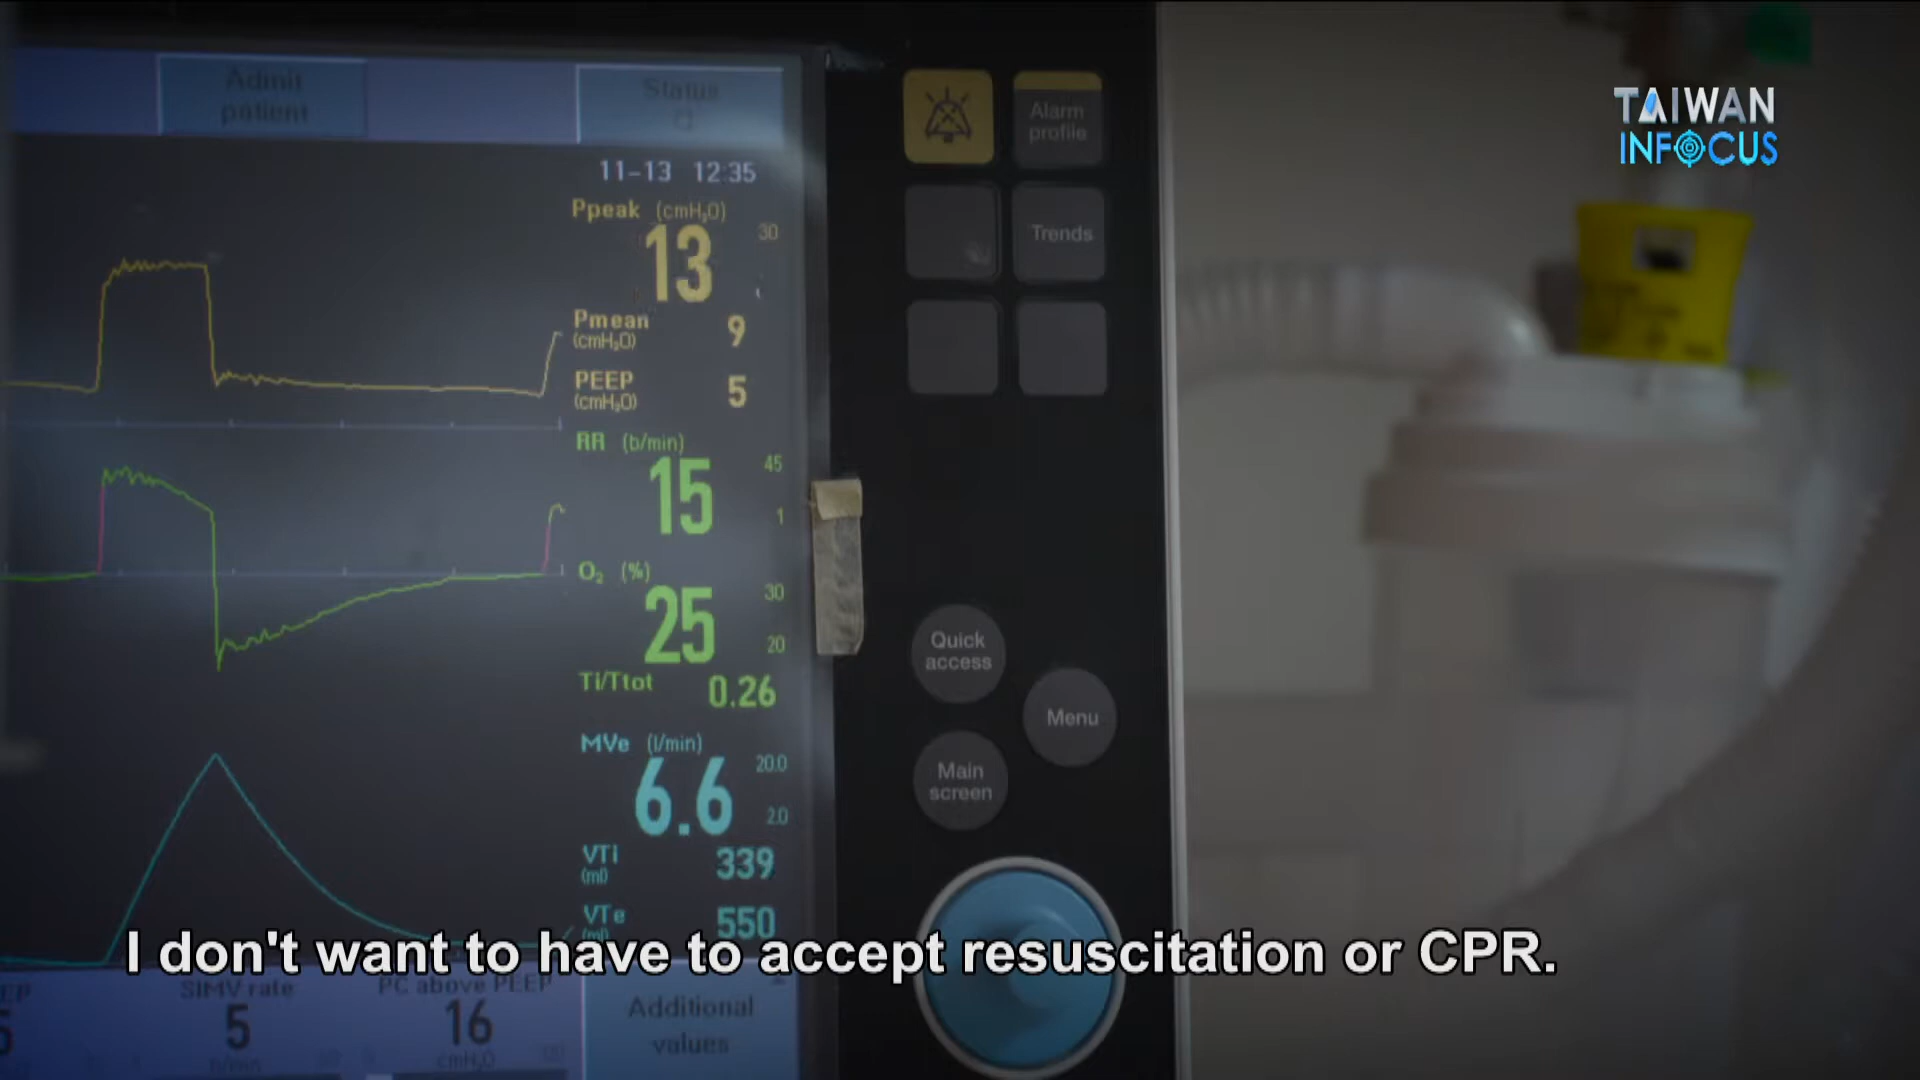 Admit
patient
Status
TAIWAN
INFOCUS
Alarm
profile
11-13 12:35
Ppeak (cmH₂O)
13
30
Trends
Pmean
(cmH₂O)
9
PEEP
(cmH₂O)
5
RR (b/min)
15
45
1
O₂ (%)
25
30
20
Ti/Ttot
0.26
Quick
access
Menu
MVe (l/min)
6.6
20.0
2.0
Main
screen
VTi
(ml)
339
VTe
(ml)
550
I don't want to have to accept resuscitation or CPR.
SIMV rate
5
b/min
PC above PEEP
16
cmH₂O
Additional
values